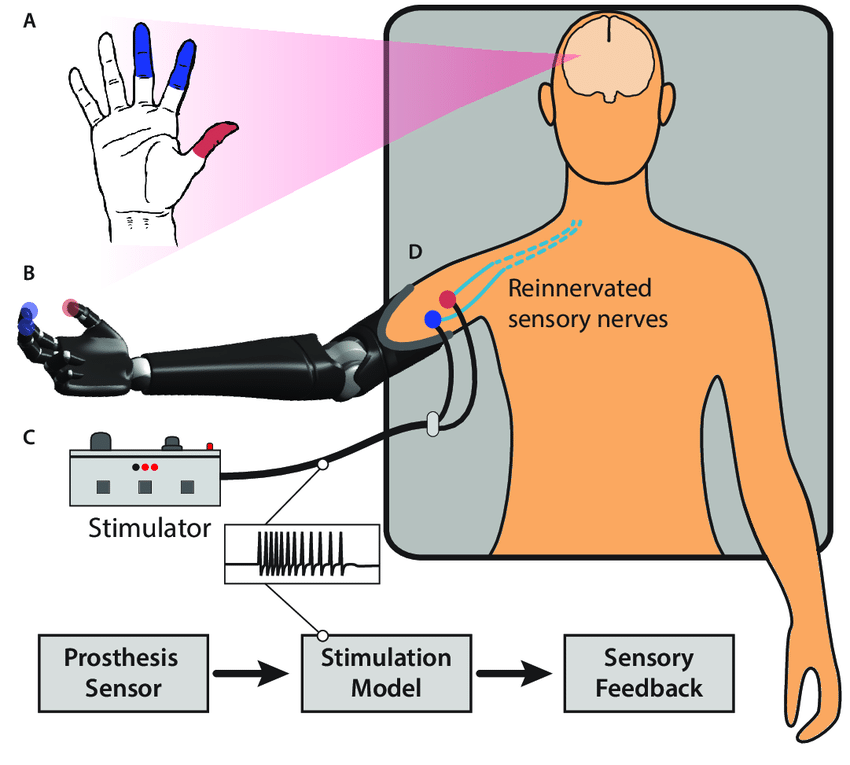 A
B
D
Reinnervated
sensory nerves
C
Stimulator
Prosthesis
Sensor
Stimulation
Model
Sensory
Feedback